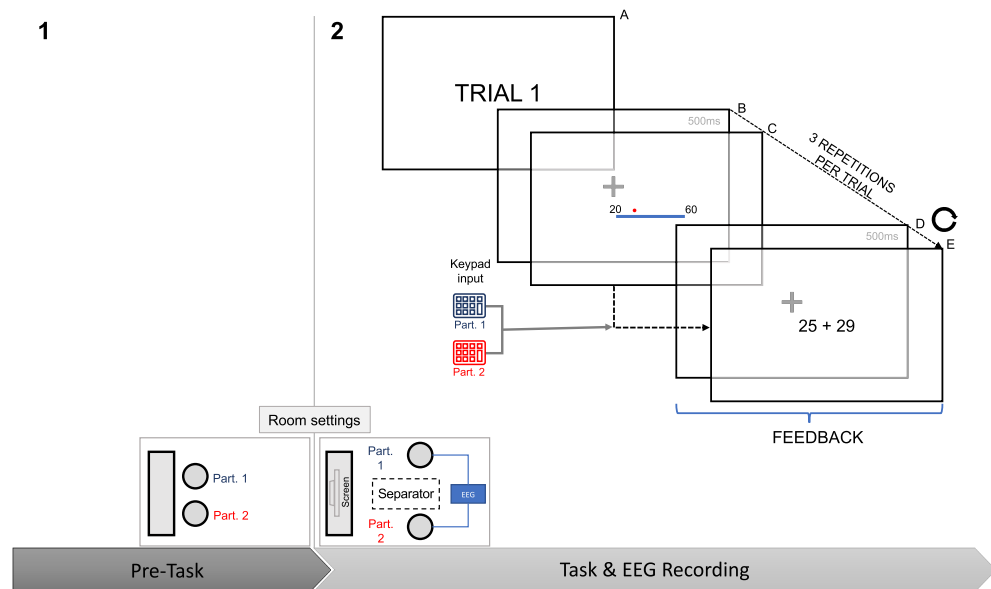 1
2
A
TRIAL 1
B
500ms
C
3 REPETITIONS
PER TRIAL
20
60
D
500ms
E
Keypad
input
Part. 1
Part. 2
25 + 29
FEEDBACK
Room settings
Part. 1
Part. 2
Screen
Part.
1
Separator
EEG
Part.
2
Pre-Task
Task & EEG Recording